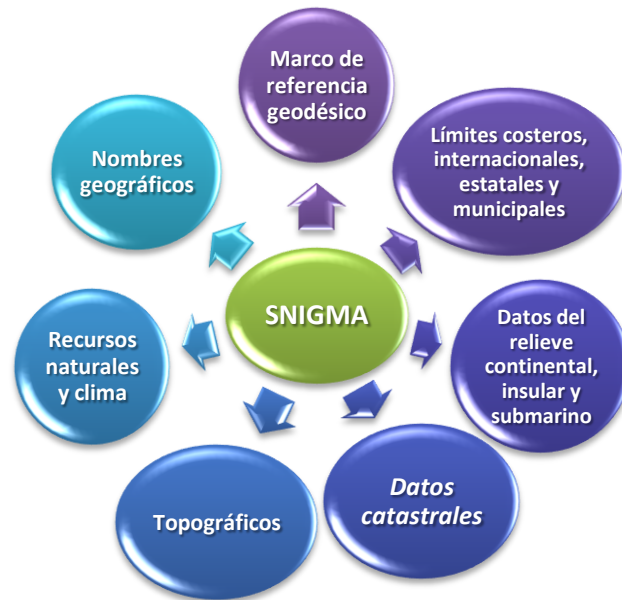 Marco de
referencia
geodésico
Límites costeros,
internacionales,
estatales y
municipales
Datos del
relieve
continental,
insular y
submarino
Datos
catastrales
Topográficos
Recursos
naturales
y clima
Nombres
geográficos
SNIGMA